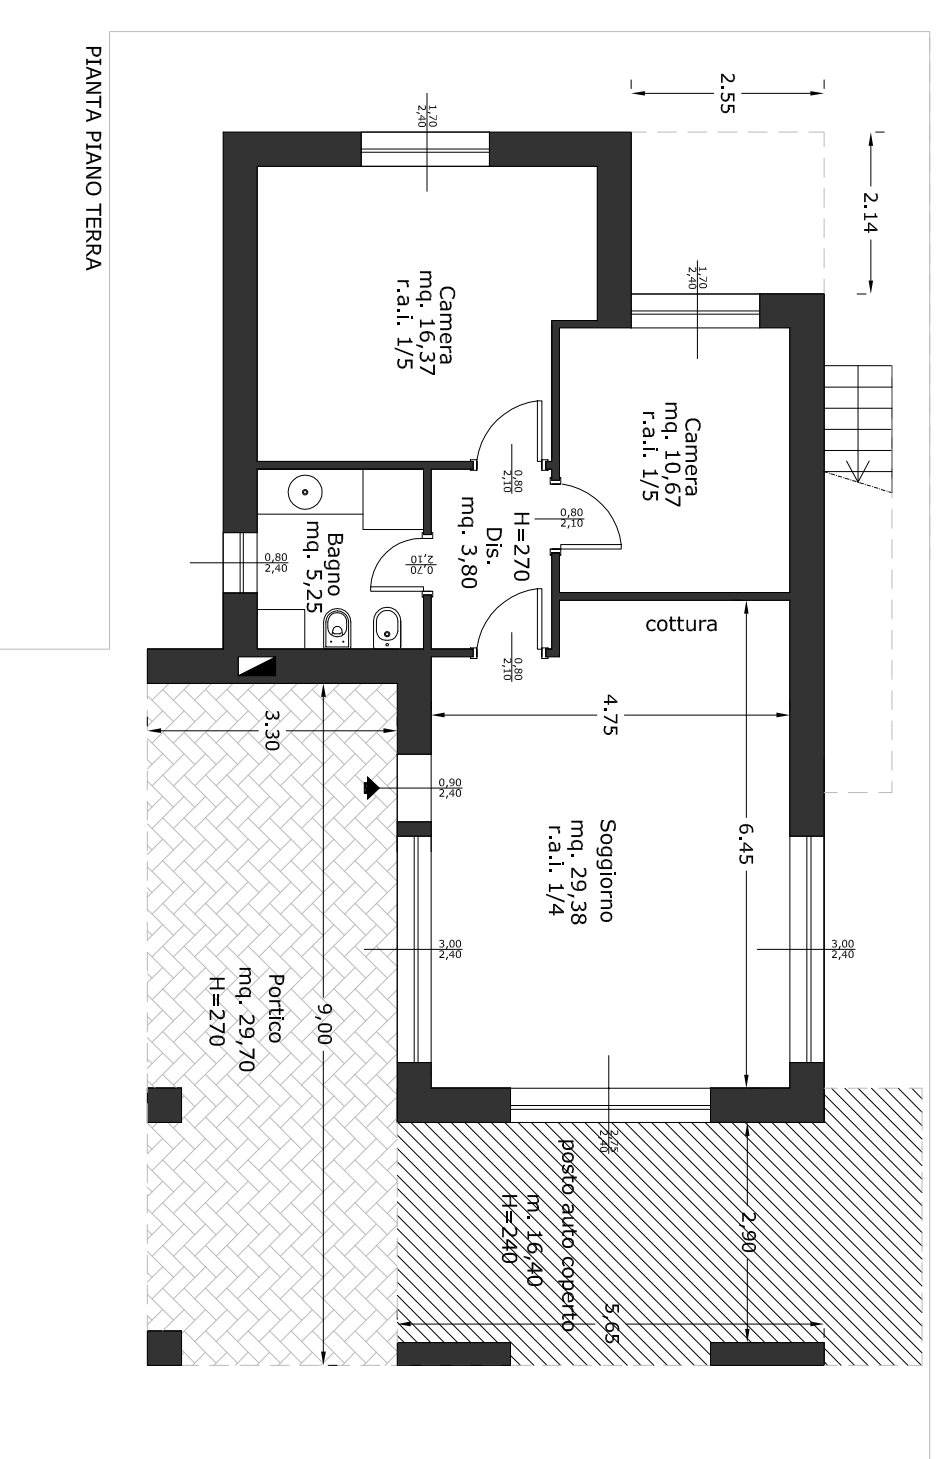 PIANTA PIANO TERRA
2.55
2.14
1,70
2,40
1,70
2,40
Camera
mq. 16,37
r.a.i. 1/5
Camera
mq. 10,67
r.a.i. 1/5
0,80
2,10
0,80
2,10
H=270
Dis.
mq. 3,80
0,70
2,10
Bagno
mq. 5,25
0,80
2,40
0,80
2,10
cottura
4.75
6.45
3.30
0,90
2,40
Soggiorno
mq. 29,38
r.a.i. 1/4
3,00
2,40
3,00
2,40
Portico
mq. 29,70
H=270
9,00
2,75
2,40
posto auto coperto
m. 16,40
H=240
2,90
5,65